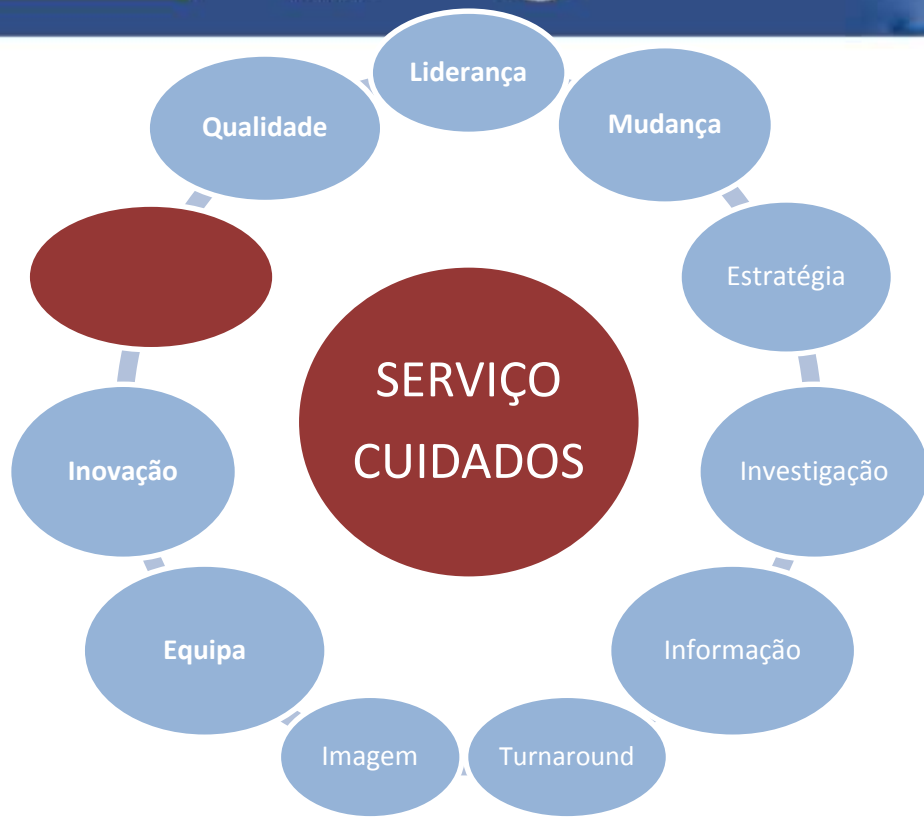 Liderança
Qualidade
Mudança
Estratégia
SERVIÇO
CUIDADOS
Inovação
Investigação
Equipa
Informação
Imagem
Turnaround